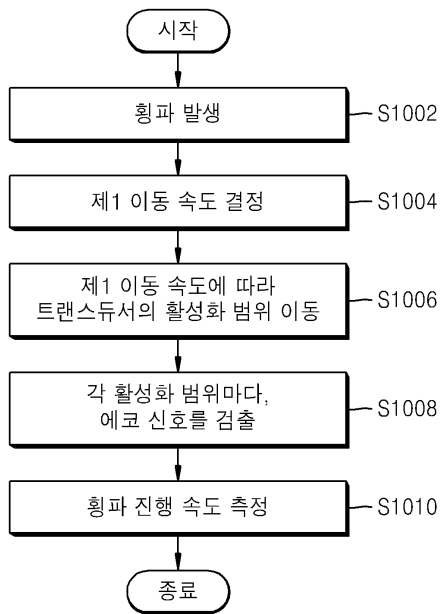 시작
횡파 발생
S1002
제1 이동 속도 결정
S1004
제1 이동 속도에 따라
트랜스듀서의 활성화 범위 이동
S1006
각 활성화 범위마다,
에코 신호를 검출
S1008
횡파 진행 속도 측정
S1010
종료